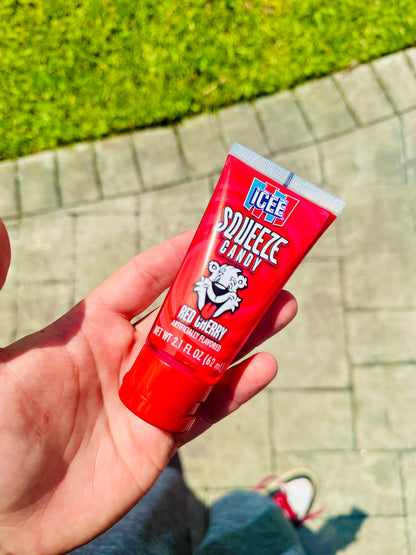 ICEE
SQUEEZE
CANDY
RED CHERRY
ARTIFICIALLY FLAVORED
NET WT 2.1 FL OZ (62 mL)